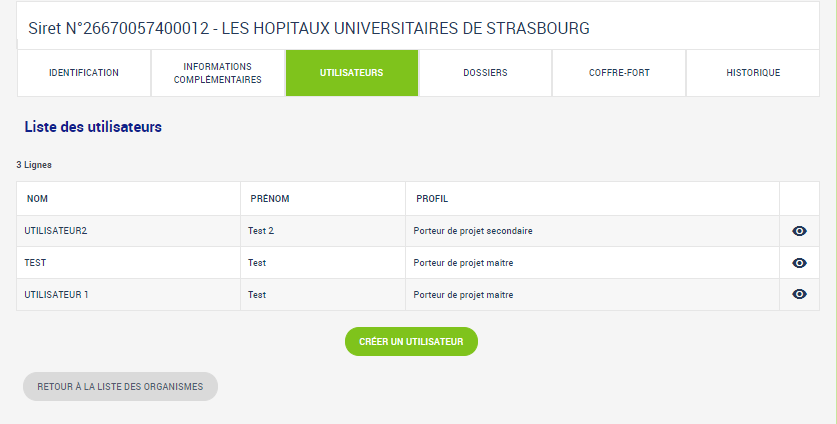 Siret N°26670057400012 - LES HOPITAUX UNIVERSITAIRES DE STRASBOURG
IDENTIFICATION
INFORMATIONS
COMPLÉMENTAIRES
UTILISATEURS
DOSSIERS
COFFRE-FORT
HISTORIQUE
Liste des utilisateurs
3 Lignes
NOM PRÉNOM PROFIL
UTILISATEUR2 Test 2 Porteur de projet secondaire
TEST Test Porteur de projet maitre
UTILISATEUR 1 Test Porteur de projet maitre
CRÉER UN UTILISATEUR
RETOUR À LA LISTE DES ORGANISMES